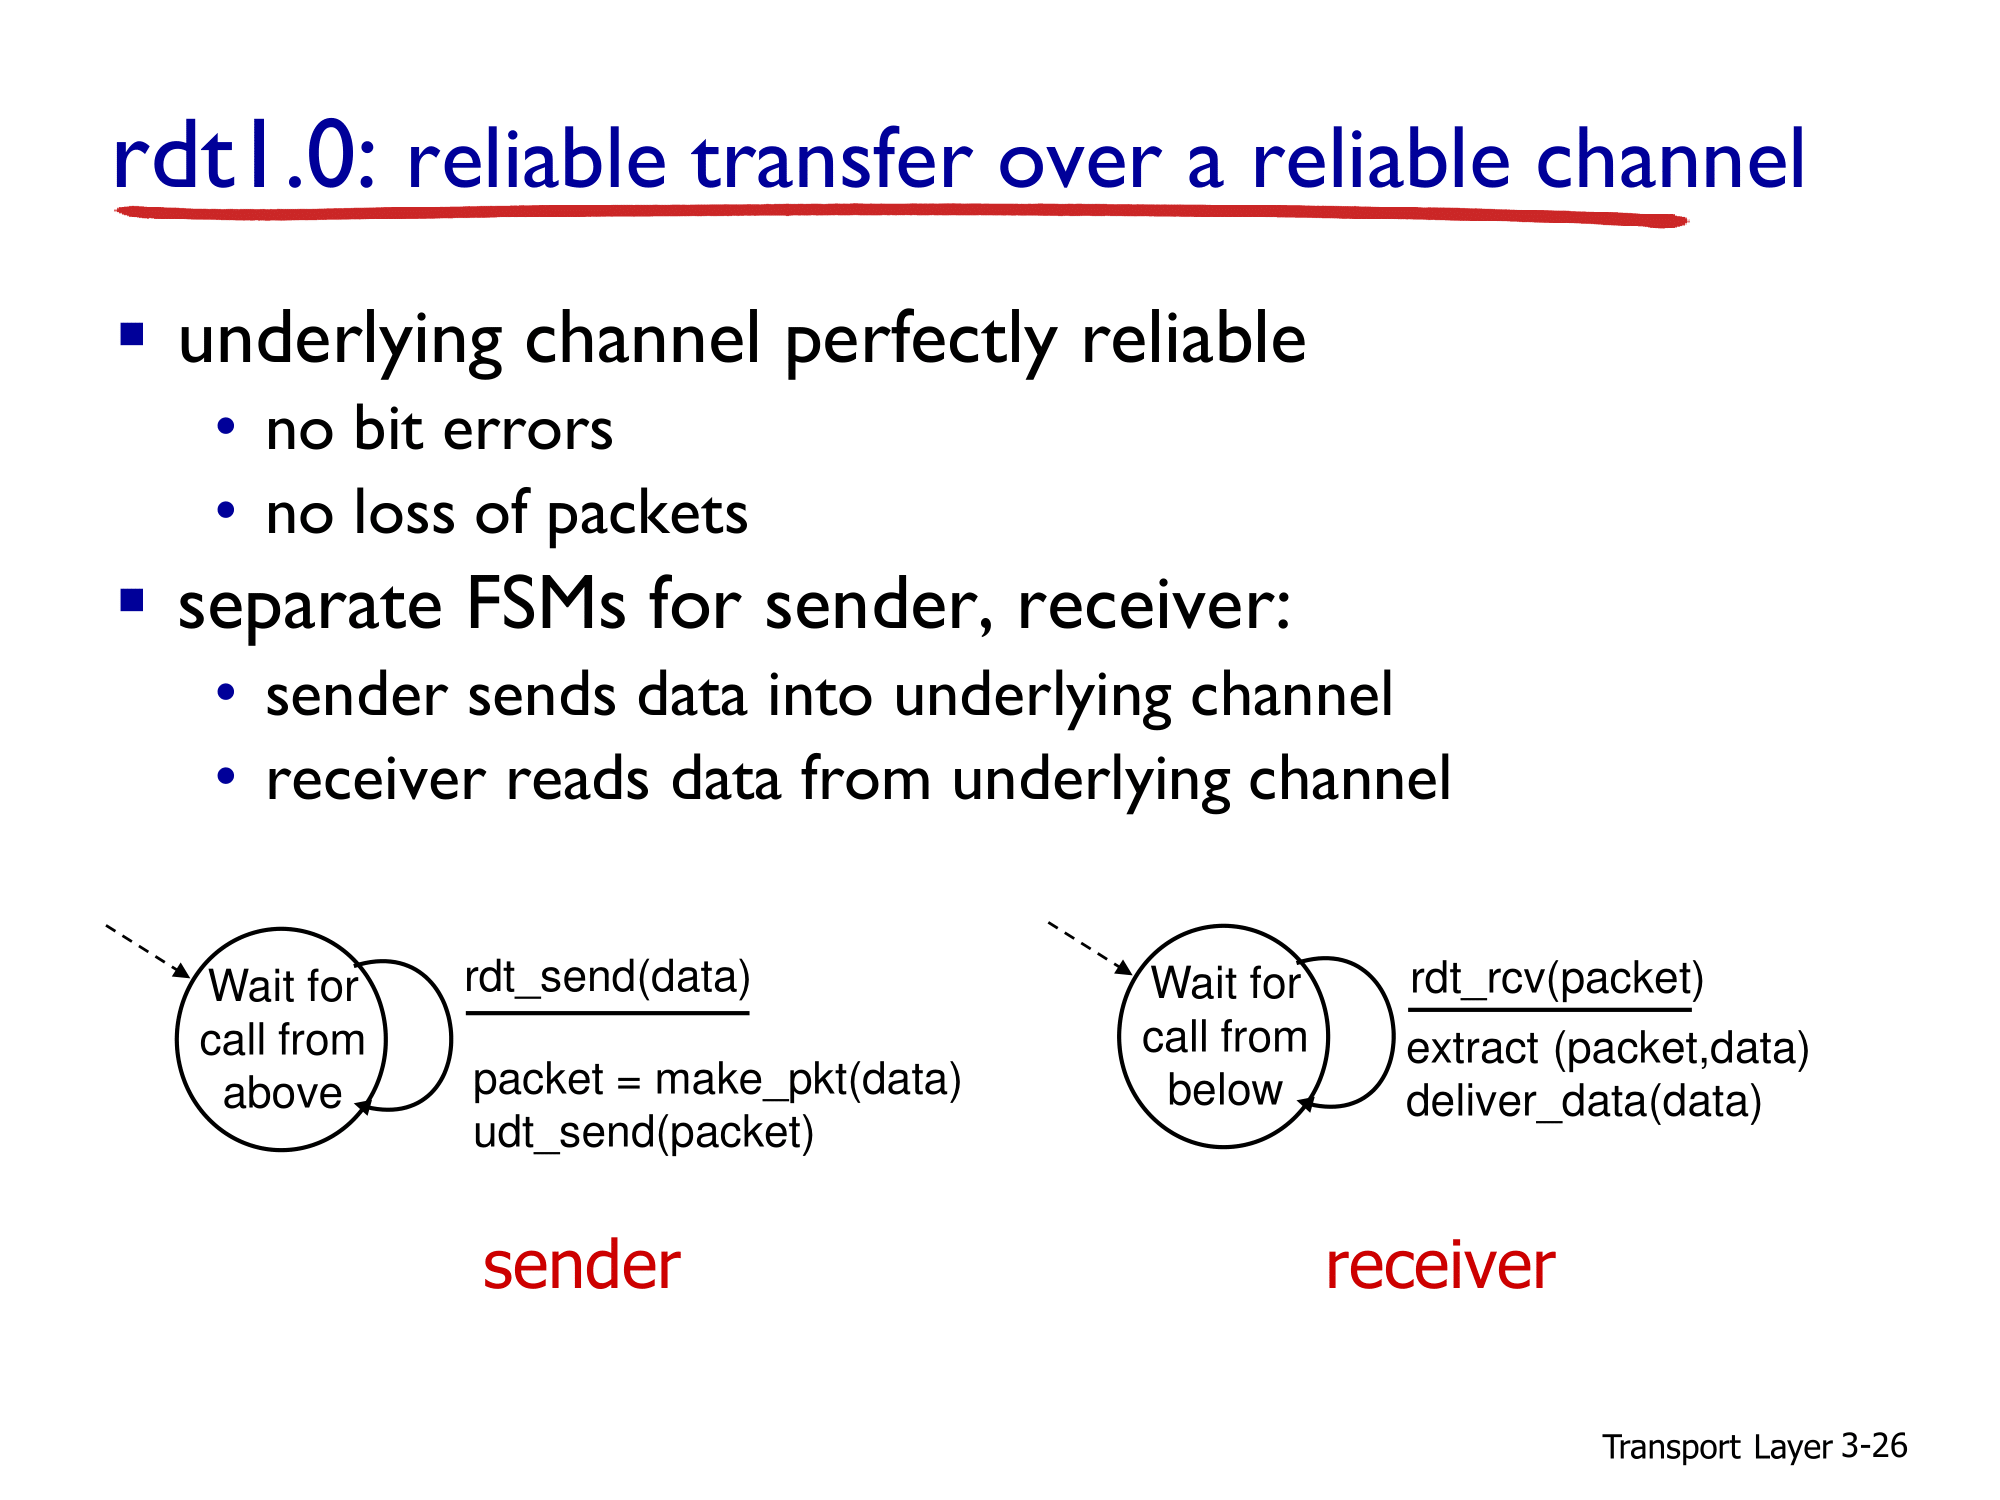 rdt1.0: reliable transfer over a reliable channel
▪ underlying channel perfectly reliable
• no bit errors
• no loss of packets
▪ separate FSMs for sender, receiver:
• sender sends data into underlying channel
• receiver reads data from underlying channel
Wait for
call from
above
rdt_send(data)
packet = make_pkt(data)
udt_send(packet)
sender
Wait for
call from
below
rdt_rcv(packet)
extract (packet,data)
deliver_data(data)
receiver
Transport Layer 3-26